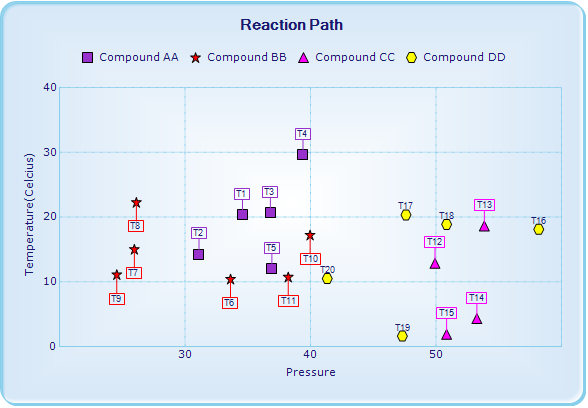 Reaction Path
Compound AA Compound BB Compound CC Compound DD
Temperature(Celcius)
40
30
20
10
0
T4
T1
T3
T2
T5
T8
T7
T9
T6
T11
T10
T20
T17
T18
T13
T16
T12
T14
T15
T19
30 40 50
Pressure